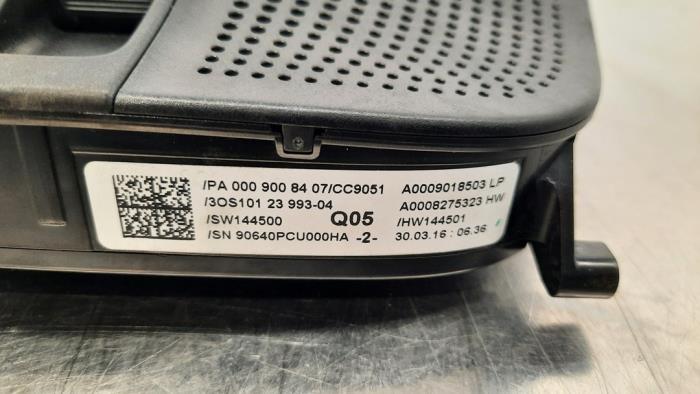 /PA 000 900 84 07/CC9051 A0009018503 LP
/3OS101 23 993-04 A0008275323 HW
/SW144500 Q05 /HW144501
/SN 90640PCU000HA -2- 30.03.16 : 06.36